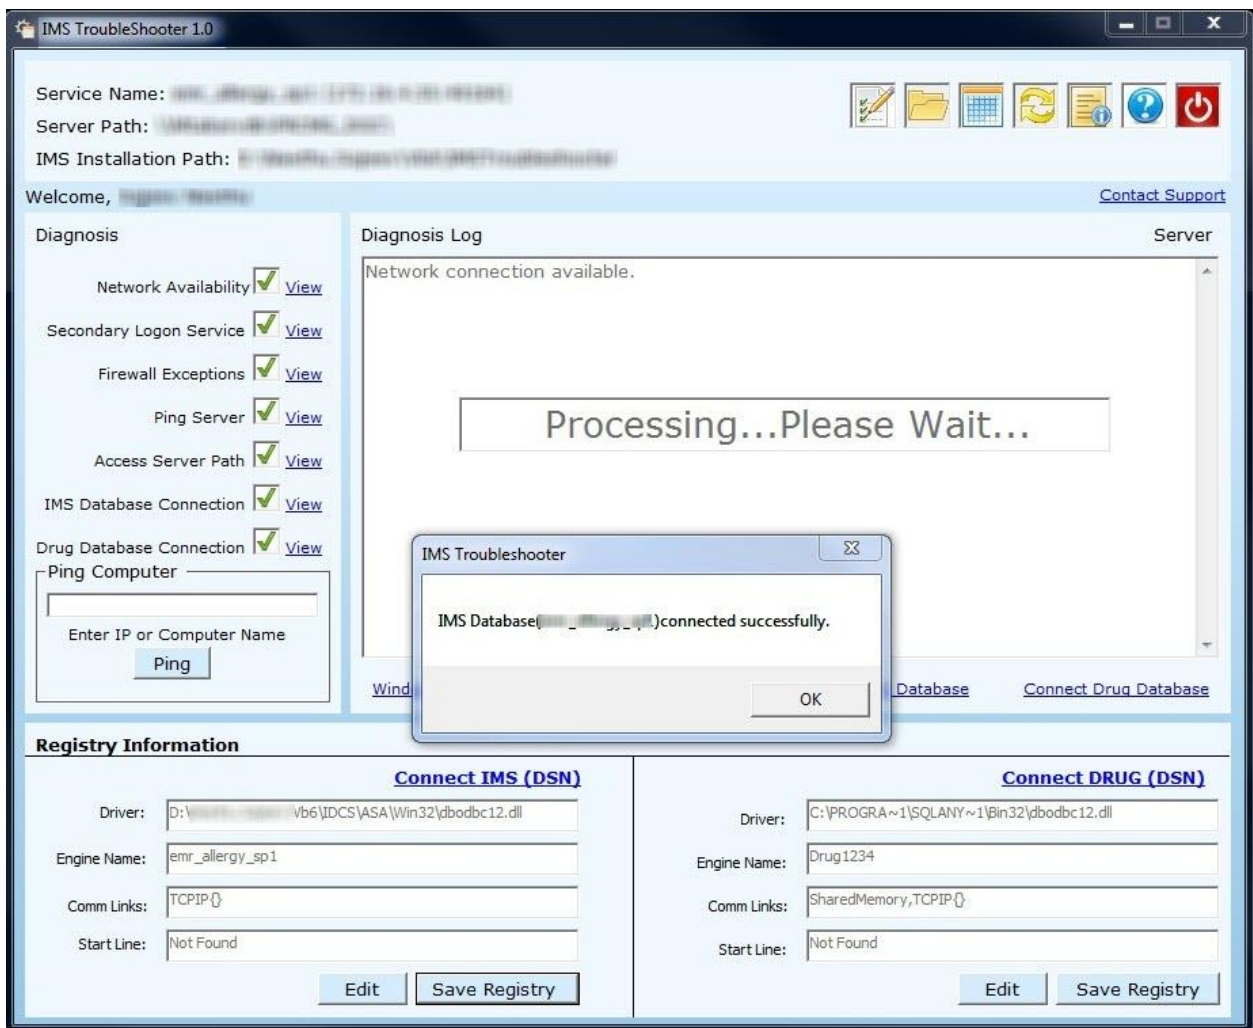 IMS TroubleShooter 1.0
Service Name:
Server Path:
IMS Installation Path:
Welcome,
Contact Support
Diagnosis
Network Availability View
Secondary Logon Service View
Firewall Exceptions View
Ping Server View
Access Server Path View
IMS Database Connection View
Drug Database Connection View
Ping Computer
Enter IP or Computer Name
Ping
Diagnosis Log Server
Network connection available.
Processing...Please Wait...
IMS Troubleshooter
IMS Database( )connected successfully.
OK
Wind Database Connect Drug Database
Registry Information
Connect IMS (DSN)
Driver: D:\ Vb6\IDCS\ASA\Win32\dbodbc12.dll
Engine Name: emr_allergy_sp1
Comm Links: TCPIP{}
Start Line: Not Found
Edit Save Registry
Connect DRUG (DSN)
Driver: C:\PROGRA~1\SQLANY~1\Bin32\dbodbc12.dll
Engine Name: Drug1234
Comm Links: SharedMemory,TCPIP{}
Start Line: Not Found
Edit Save Registry